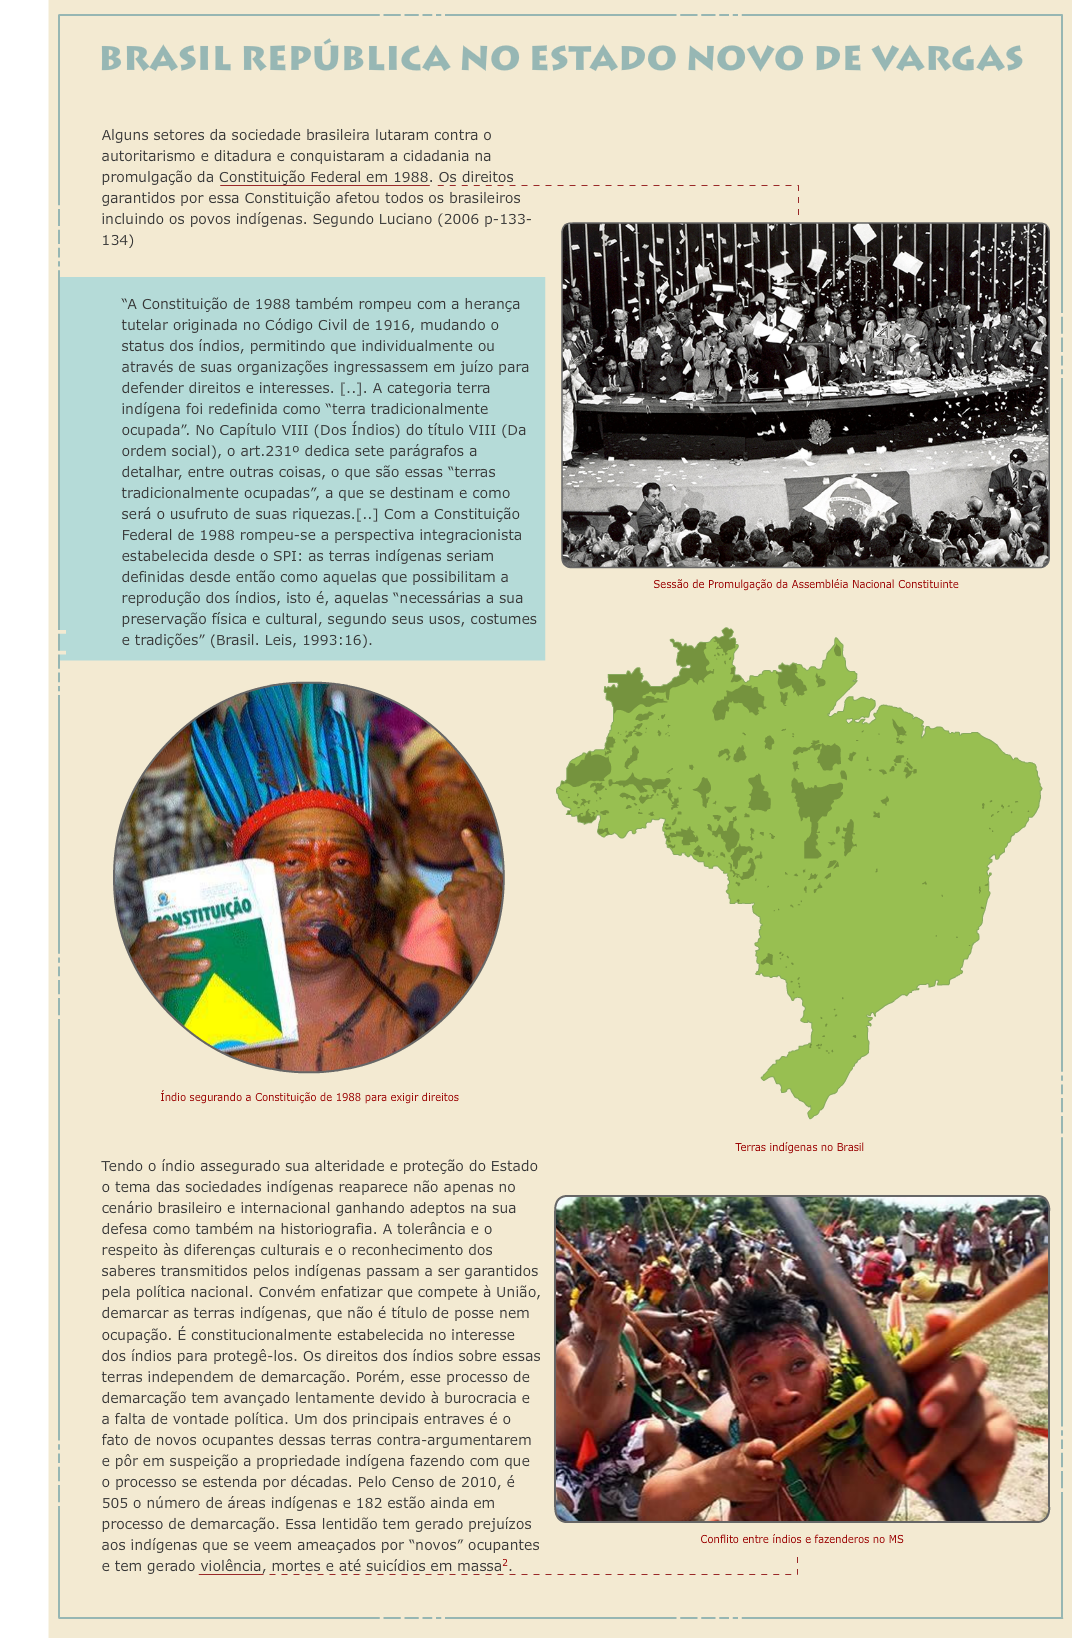 BRASIL REPÚBLICA NO ESTADO NOVO DE VARGAS
Alguns setores da sociedade brasileira lutaram contra o
autoritarismo e ditadura e conquistaram a cidadania na
promulgação da Constituição Federal em 1988. Os direitos
garantidos por essa Constituição afetou todos os brasileiros
incluindo os povos indígenas. Segundo Luciano (2006 p-133-
134)
“A Constituição de 1988 também rompeu com a herança
tutelar originada no Código Civil de 1916, mudando o
status dos índios, permitindo que individualmente ou
através de suas organizações ingressassem em juízo para
defender direitos e interesses. [..]. A categoria terra
indígena foi redefinida como “terra tradicionalmente
ocupada”. No Capítulo VIII (Dos Índios) do título VIII (Da
ordem social), o art.231º dedica sete parágrafos a
detalhar, entre outras coisas, o que são essas “terras
tradicionalmente ocupadas”, a que se destinam e como
será o usufruto de suas riquezas.[..] Com a Constituição
Federal de 1988 rompeu-se a perspectiva integracionista
estabelecida desde o SPI: as terras indígenas seriam
definidas desde então como aquelas que possibilitam a
reprodução dos índios, isto é, aquelas “necessárias a sua
preservação física e cultural, segundo seus usos, costumes
e tradições” (Brasil. Leis, 1993:16).
Sessão de Promulgação da Assembléia Nacional Constituinte
CONSTITUIÇÃO
Índio segurando a Constituição de 1988 para exigir direitos
Terras indígenas no Brasil
Tendo o índio assegurado sua alteridade e proteção do Estado
o tema das sociedades indígenas reaparece não apenas no
cenário brasileiro e internacional ganhando adeptos na sua
defesa como também na historiografia. A tolerância e o
respeito às diferenças culturais e o reconhecimento dos
saberes transmitidos pelos indígenas passam a ser garantidos
pela política nacional. Convém enfatizar que compete à União,
demarcar as terras indígenas, que não é título de posse nem
ocupação. É constitucionalmente estabelecida no interesse
dos índios para protegê-los. Os direitos dos índios sobre essas
terras independem de demarcação. Porém, esse processo de
demarcação tem avançado lentamente devido à burocracia e
a falta de vontade política. Um dos principais entraves é o
fato de novos ocupantes dessas terras contra-argumentarem
e pôr em suspeição a propriedade indígena fazendo com que
o processo se estenda por décadas. Pelo Censo de 2010, é
505 o número de áreas indígenas e 182 estão ainda em
processo de demarcação. Essa lentidão tem gerado prejuízos
aos indígenas que se veem ameaçados por “novos” ocupantes
e tem gerado violência, mortes e até suicídios em massa².
Conflito entre índios e fazenderos no MS